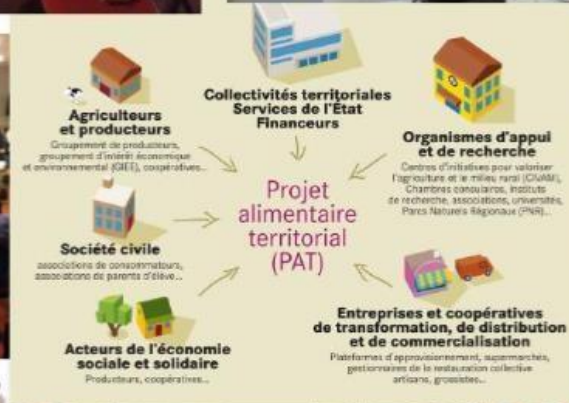 Agriculteurs
et producteurs
Groupement de producteurs,
groupement d'intérêt économique
et environnemental (GIEE), coopératives...
Collectivités territoriales
Services de l'État
Financeurs
Organismes d'appui
et de recherche
Centres d'initiatives pour valoriser
l'agriculture et le milieu rural (CIVAM),
Chambres consulaires, instituts
de recherche, associations, universités,
Parcs Naturels Régionaux (PNR)...
Projet
alimentaire
territorial
(PAT)
Société civile
associations de consommateurs,
associations de parents d'élève...
Acteurs de l'économie
sociale et solidaire
Producteurs, coopératives...
Entreprises et coopératives
de transformation, de distribution
et de commercialisation
Plateformes d'approvisionnement, supermarchés,
gestionnaires de la restauration collective
artisans, grossistes...